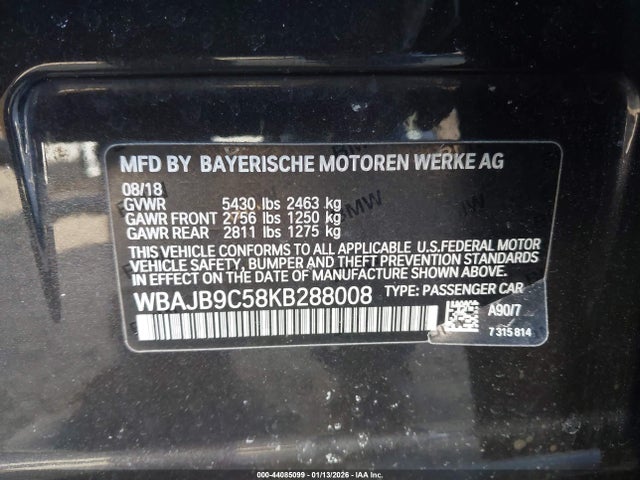 MFD BY BAYERISCHE MOTOREN WERKE AG
08/18
GVWR 5430 lbs 2463 kg
GAWR FRONT 2756 lbs 1250 kg
GAWR REAR 2811 lbs 1275 kg
THIS VEHICLE CONFORMS TO ALL APPLICABLE U.S.FEDERAL MOTOR
VEHICLE SAFETY, BUMPER AND THEFT PREVENTION STANDARDS
IN EFFECT ON THE DATE OF MANUFACTURE SHOWN ABOVE.
WBAJB9C58KB288008 TYPE: PASSENGER CAR
A90/7
7315814
000-44085099 - 01/13/2026 - IAA Inc.